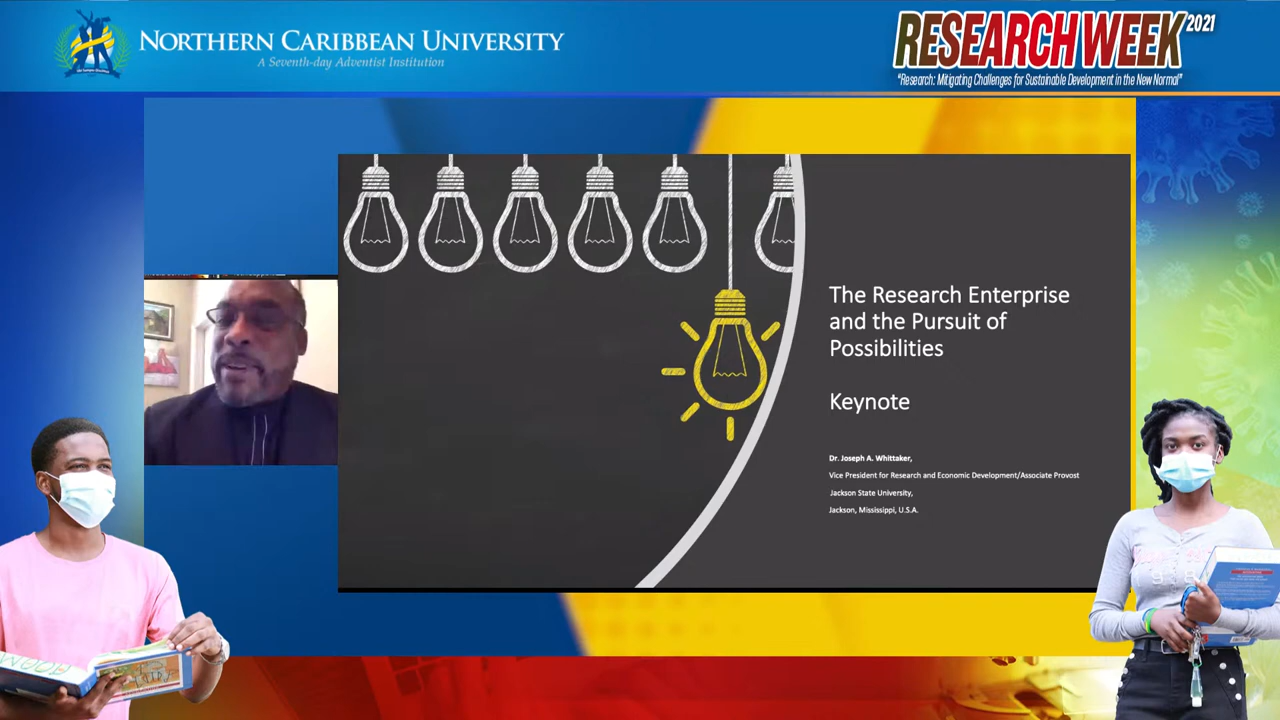 NORTHERN CARIBBEAN UNIVERSITY
A Seventh-day Adventist Institution
RESEARCH WEEK 2021
"Research: Mitigating Challenges for Sustainable Development in the New Normal"
The Research Enterprise
and the Pursuit of
Possibilities
Keynote
Dr. Joseph A. Whittaker,
Vice President for Research and Economic Development/Associate Provost
Jackson State University,
Jackson, Mississippi, U.S.A.